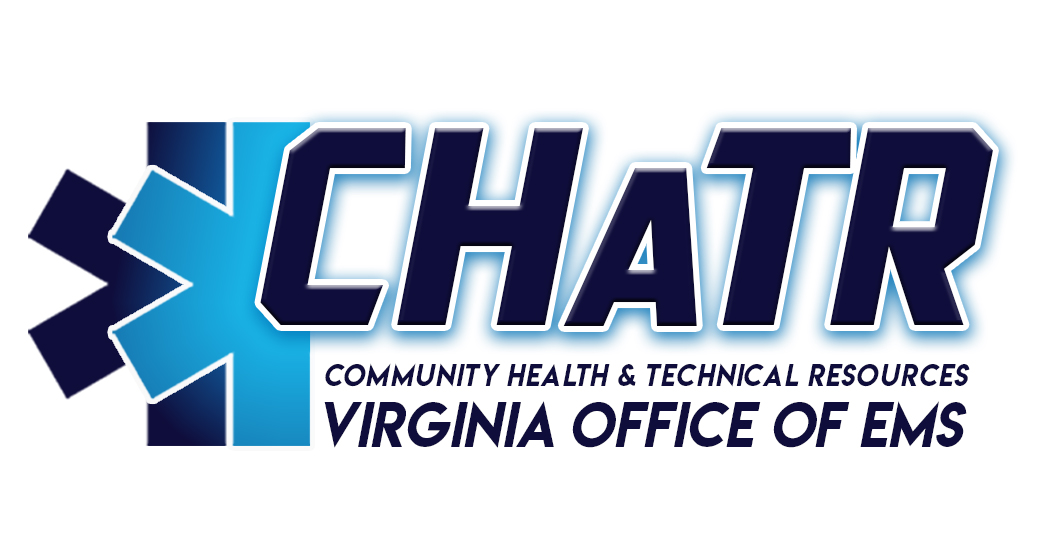 CHaTR
COMMUNITY HEALTH & TECHNICAL RESOURCES
VIRGINIA OFFICE OF EMS